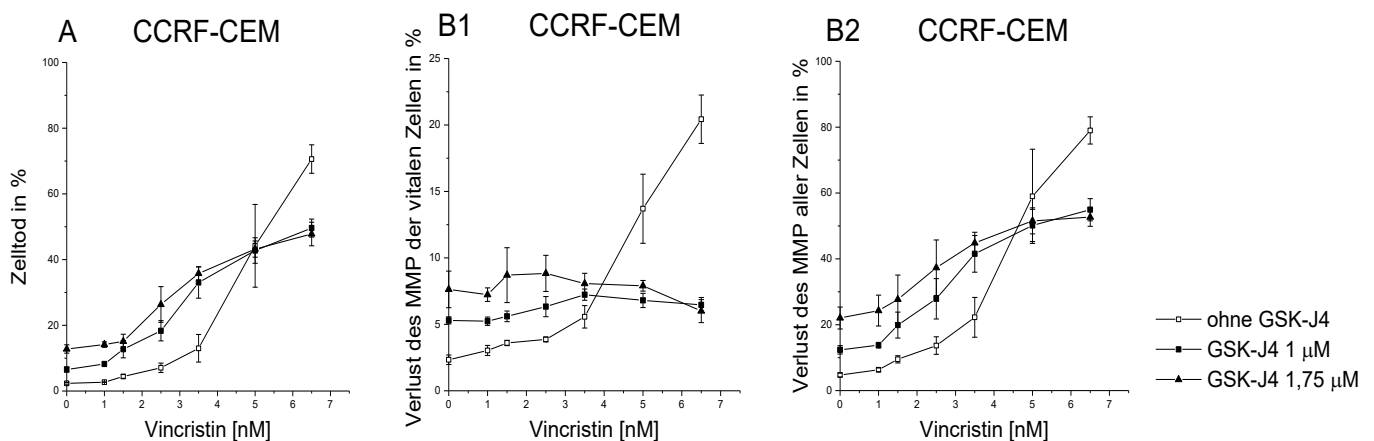 A CCRF-CEM
Zelltod in %
100
80
60
40
20
0
0 1 2 3 4 5 6 7
Vincristin [nM]
B1 CCRF-CEM
Verlust des MMP der vitalen Zellen in %
25
20
15
10
5
0
0 1 2 3 4 5 6 7
Vincristin [nM]
B2 CCRF-CEM
Verlust des MMP aller Zellen in %
100
80
60
40
20
0
0 1 2 3 4 5 6 7
Vincristin [nM]
ohne GSK-J4
GSK-J4 1 μM
GSK-J4 1,75 μM